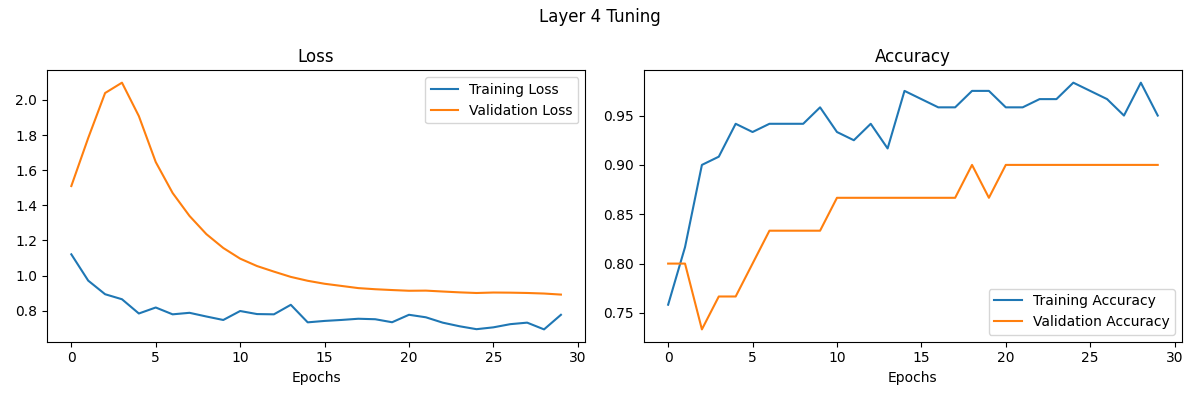 Layer 4 Tuning
Loss
Training Loss
Validation Loss
2.0
1.8
1.6
1.4
1.2
1.0
0.8
0
5
10
15
20
25
30
Epochs
Accuracy
0.95
0.90
0.85
0.80
0.75
Training Accuracy
Validation Accuracy
0
5
10
15
20
25
30
Epochs